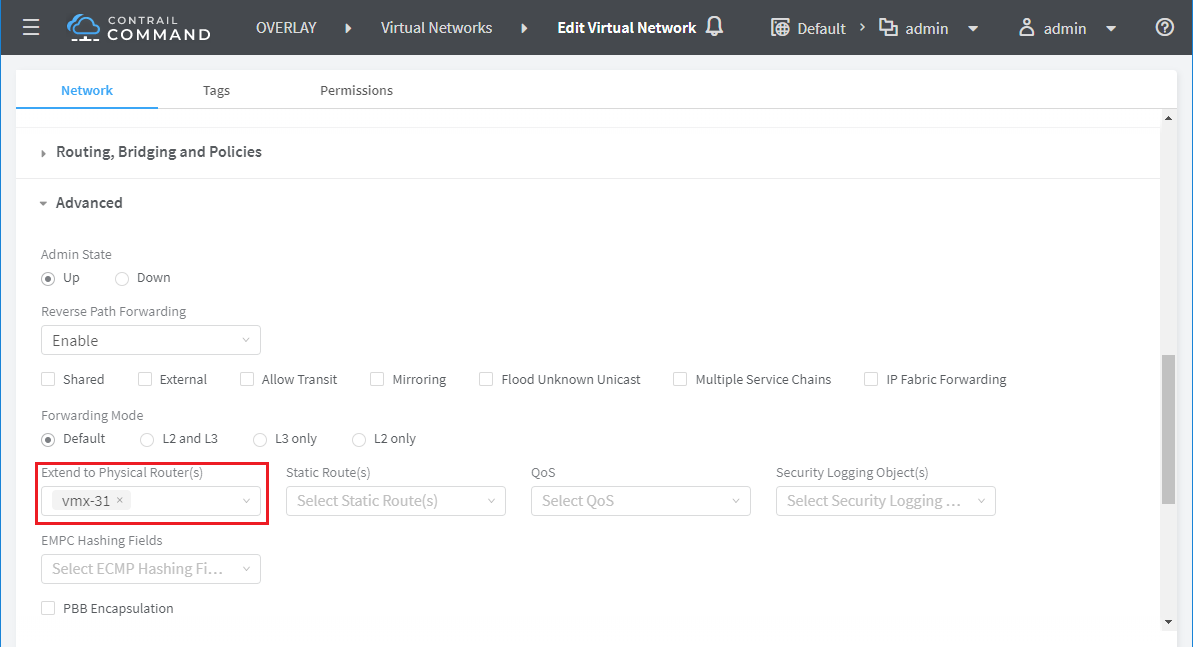 CONTRAIL
COMMAND
OVERLAY Virtual Networks Edit Virtual Network Default admin admin
Network Tags Permissions
Routing, Bridging and Policies
Advanced
Admin State
Up Down
Reverse Path Forwarding
Enable
Shared External Allow Transit Mirroring Flood Unknown Unicast Multiple Service Chains IP Fabric Forwarding
Forwarding Mode
Default L2 and L3 L3 only L2 only
Extend to Physical Router(s) Static Route(s) QoS Security Logging Object(s)
vmx-31 × Select Static Route(s) Select QoS Select Security Logging ...
EMPC Hashing Fields
Select ECMP Hashing Fi...
PBB Encapsulation